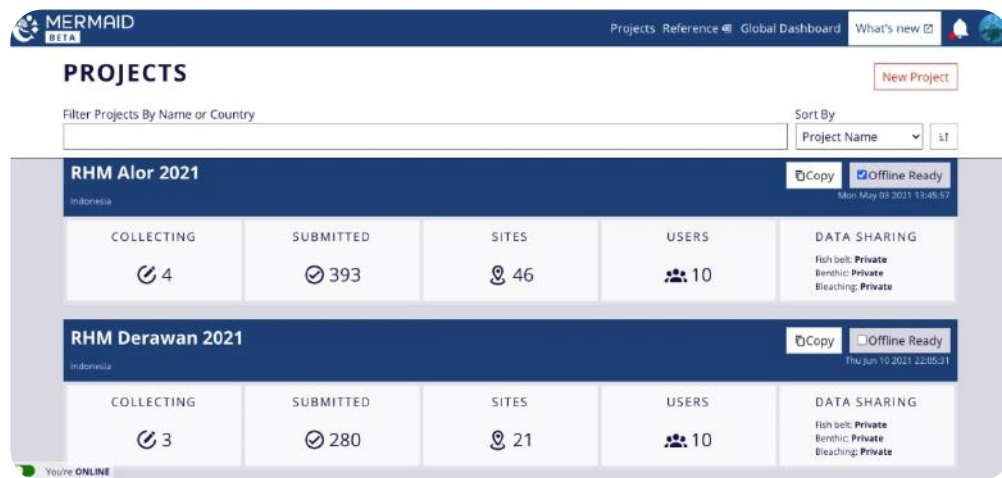 MERMAID
BETA
Projects Reference Global Dashboard What's new
PROJECTS
New Project
Filter Projects By Name or Country
Sort By
Project Name
RHM Alor 2021
Copy Offline Ready
Indonesia
Mon May 03 2021 13:45:57
COLLECTING SUBMITTED SITES USERS DATA SHARING
4 393 46 10
Fish belt: Private
Benthic: Private
Bleaching: Private
RHM Derawan 2021
Copy Offline Ready
Indonesia
Thu Jun 10 2021 22:05:31
COLLECTING SUBMITTED SITES USERS DATA SHARING
3 280 21 10
Fish belt: Private
Benthic: Private
Bleaching: Private
You're ONLINE